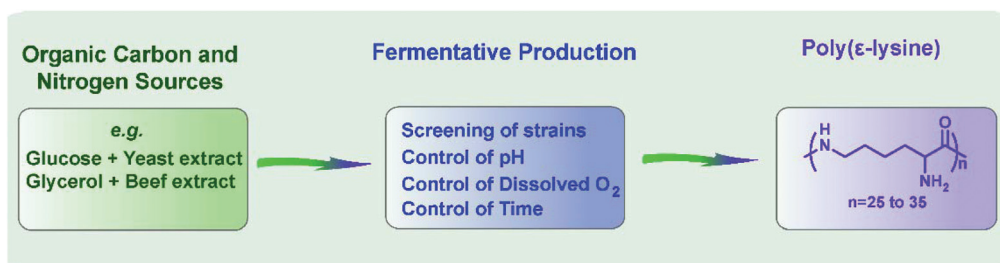 Organic Carbon and
Nitrogen Sources
e.g.
Glucose + Yeast extract
Glycerol + Beef extract
Fermentative Production
Screening of strains
Control of pH
Control of Dissolved O₂
Control of Time
Poly(ε-lysine)
H
N
O
NH₂
n
n=25 to 35